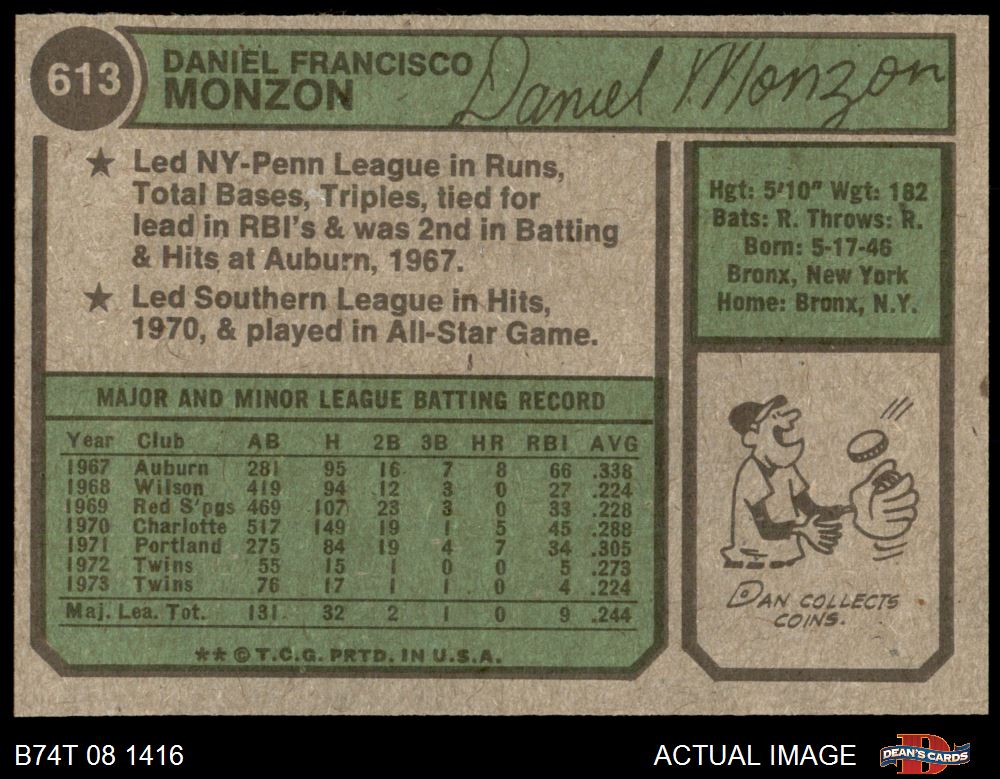 613
DANIEL FRANCISCO
MONZON
Daniel Monzon
★ Led NY-Penn League in Runs,
Total Bases, Triples, tied for
lead in RBI's & was 2nd in Batting
& Hits at Auburn, 1967.
★ Led Southern League in Hits,
1970, & played in All-Star Game.
Hgt: 5'10" Wgt: 182
Bats: R. Throws: R.
Born: 5-17-46
Bronx, New York
Home: Bronx, N.Y.
MAJOR AND MINOR LEAGUE BATTING RECORD
Year Club AB H 2B 3B HR RBI AVG
1967 Auburn 281 95 16 7 8 66 .338
1968 Wilson 419 94 12 3 0 27 .224
1969 Red S'pgs 469 107 23 3 0 33 .228
1970 Charlotte 517 149 19 1 5 45 .288
1971 Portland 275 84 19 4 7 34 .305
1972 Twins 55 15 1 0 0 5 .273
1973 Twins 76 17 1 1 0 4 .224
Maj. Lea. Tot. 131 32 2 1 0 9 .244
** © T.C.G. PRTD. IN U.S.A.
DAN COLLECTS
COINS.
B74T 08 1416
ACTUAL IMAGE
DEAN'S CARDS